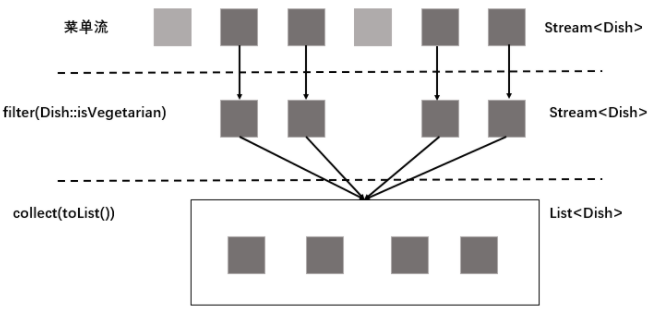 菜单流
Stream<Dish>
filter(Dish::isVegetarian)
Stream<Dish>
collect(toList())
List<Dish>